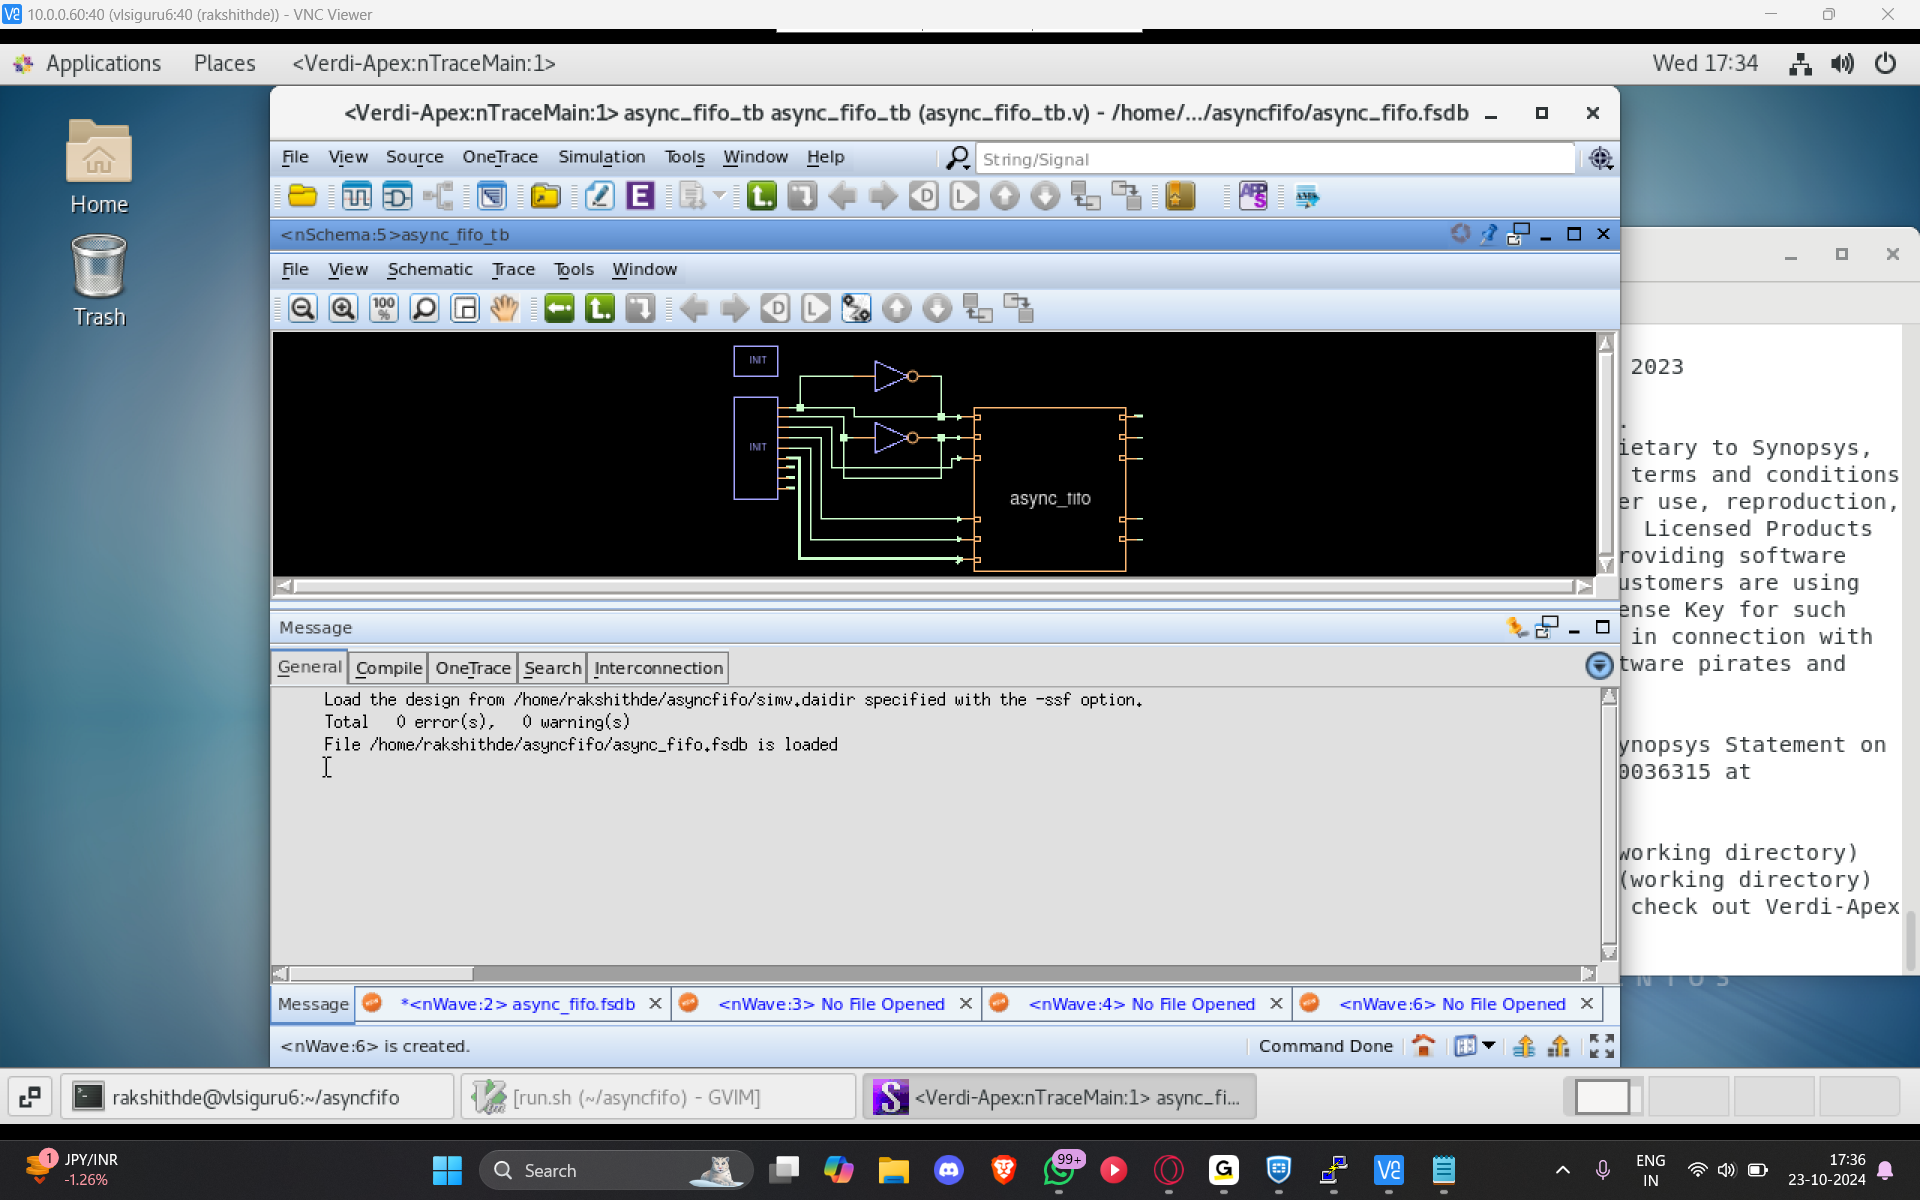 10.0.0.60:40 (vlsiguru6:40 (rakshithde)) - VNC Viewer
Applications Places <Verdi-Apex:nTraceMain:1> Wed 17:34
Home
Trash
<Verdi-Apex:nTraceMain:1> async_fifo_tb async_fifo_tb (async_fifo_tb.v) - /home/.../asyncfifo/async_fifo.fsdb
File View Source OneTrace Simulation Tools Window Help String/Signal
<nSchema:5>async_fifo_tb
File View Schematic Trace Tools Window
100 %
INIT
INIT
async_fifo
Message
General Compile OneTrace Search Interconnection
Load the design from /home/rakshithde/asyncfifo/simv.daidir specified with the -ssf option.
Total 0 error(s), 0 warning(s)
File /home/rakshithde/asyncfifo/async_fifo.fsdb is loaded
Message *<nWave:2> async_fifo.fsdb <nWave:3> No File Opened <nWave:4> No File Opened <nWave:6> No File Opened
<nWave:6> is created. Command Done
2023
.
ietary to Synopsys,
terms and conditions
er use, reproduction,
Licensed Products
roviding software
ustomers are using
ense Key for such
in connection with
tware pirates and
ynopsys Statement on
0036315 at
working directory)
(working directory)
check out Verdi-Apex
rakshithde@vlsiguru6:~/asyncfifo [run.sh (~/asyncfifo) - GVIM] <Verdi-Apex:nTraceMain:1> async_fi...
1 JPY/INR
-1.26%
Search
99+
ENG
IN
17:36
23-10-2024